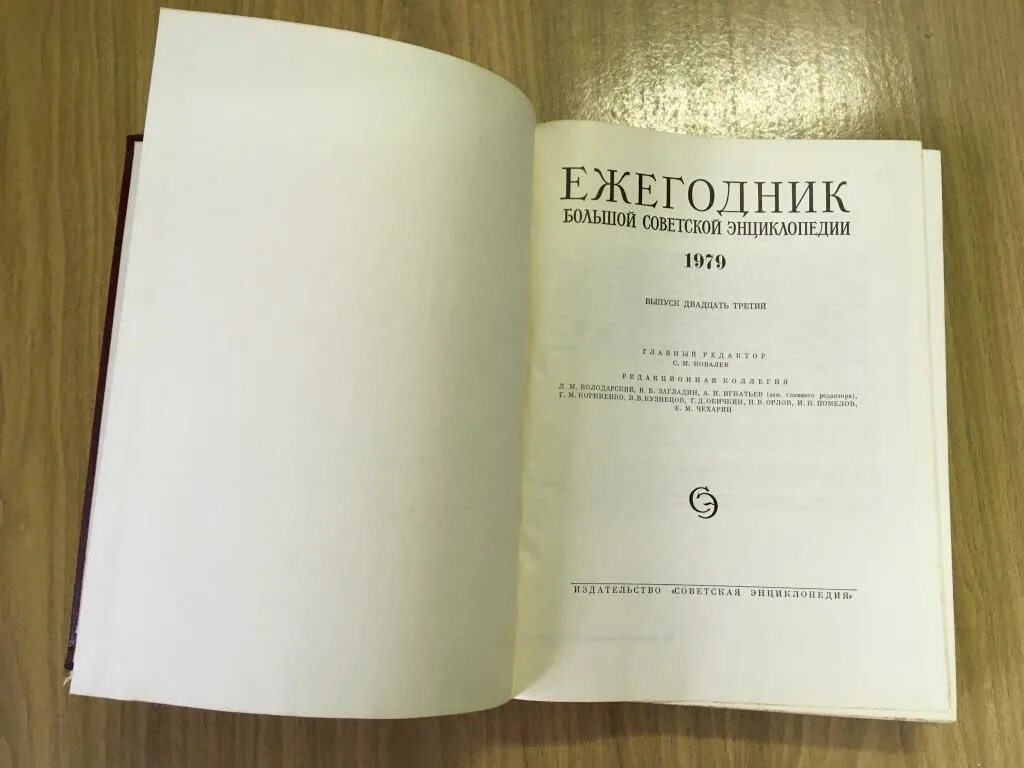 ЕЖЕГОДНИК
БОЛЬШОЙ СОВЕТСКОЙ ЭНЦИКЛОПЕДИИ
1979
ВЫПУСК ДВАДЦАТЬ ТРЕТИЙ
ГЛАВНЫЙ РЕДАКТОР
С. М. КОВАЛЕВ
РЕДАКЦИОННАЯ КОЛЛЕГИЯ
Л. М. ВОЛОДАРСКИЙ, В. В. ЗАГЛАДИН, А. Н. ИГНАТЬЕВ (зам. главного редактора),
Г. М. КОРНИЕНКО, В. В. КУЗНЕЦОВ, Г. Д. ОБИЧКИН, Н. В. ОРЛОВ, И. П. ПОМЕЛОВ,
Е. М. ЧЕХАРИН
СЭ
ИЗДАТЕЛЬСТВО «СОВЕТСКАЯ ЭНЦИКЛОПЕДИЯ»